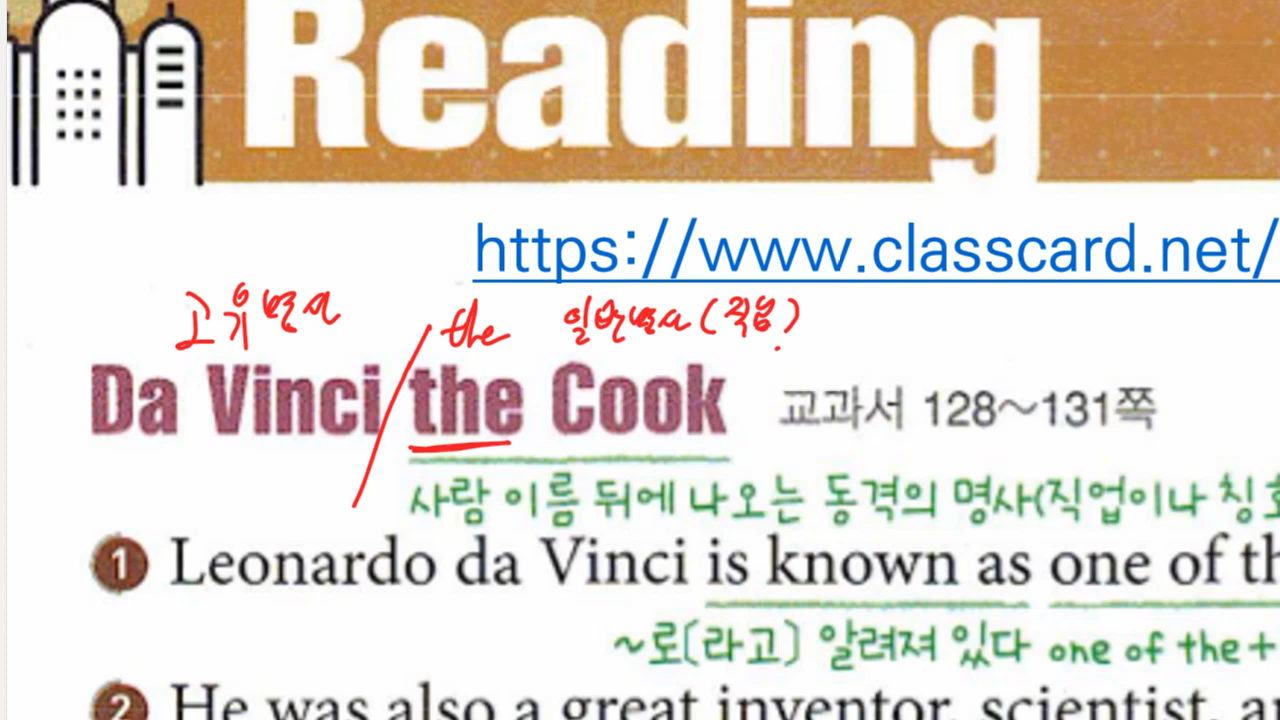 Reading
https://www.classcard.net/
고유명사 the 일반명사(직업)
Da Vinci the Cook 교과서 128~131쪽
사람 이름 뒤에 나오는 동격의 명사(직업이나 칭호
1 Leonardo da Vinci is known as one of th
~로(라고) 알려져 있다 one of the +
2 He was also a great inventor, scientist, a